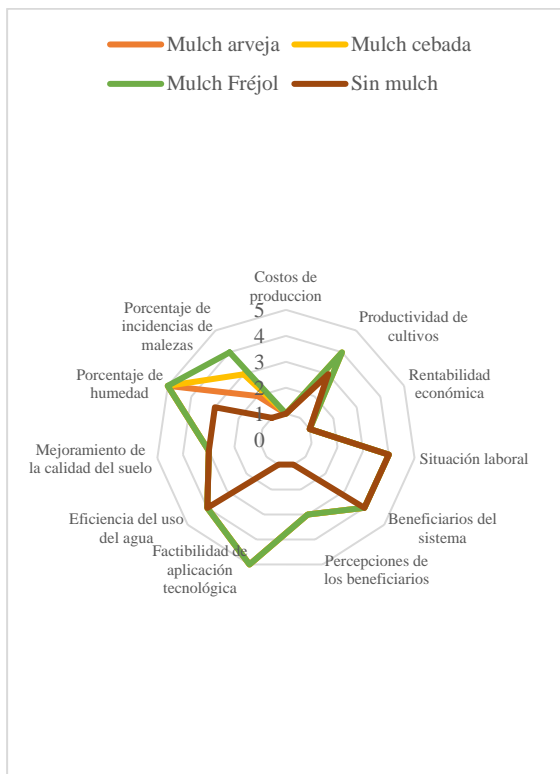 Mulch arveja
Mulch cebada
Mulch Fréjol
Sin mulch
Costos de
produccion
Productividad de
cultivos
Rentabilidad
económica
Situación laboral
Beneficiarios del
sistema
Percepciones de
los beneficiarios
Factibilidad de
aplicación
tecnológica
Eficiencia del uso
del agua
Mejoramiento de
la calidad del suelo
Porcentaje de
humedad
Porcentaje de
incidencias de
malezas
5
4
3
2
1
0